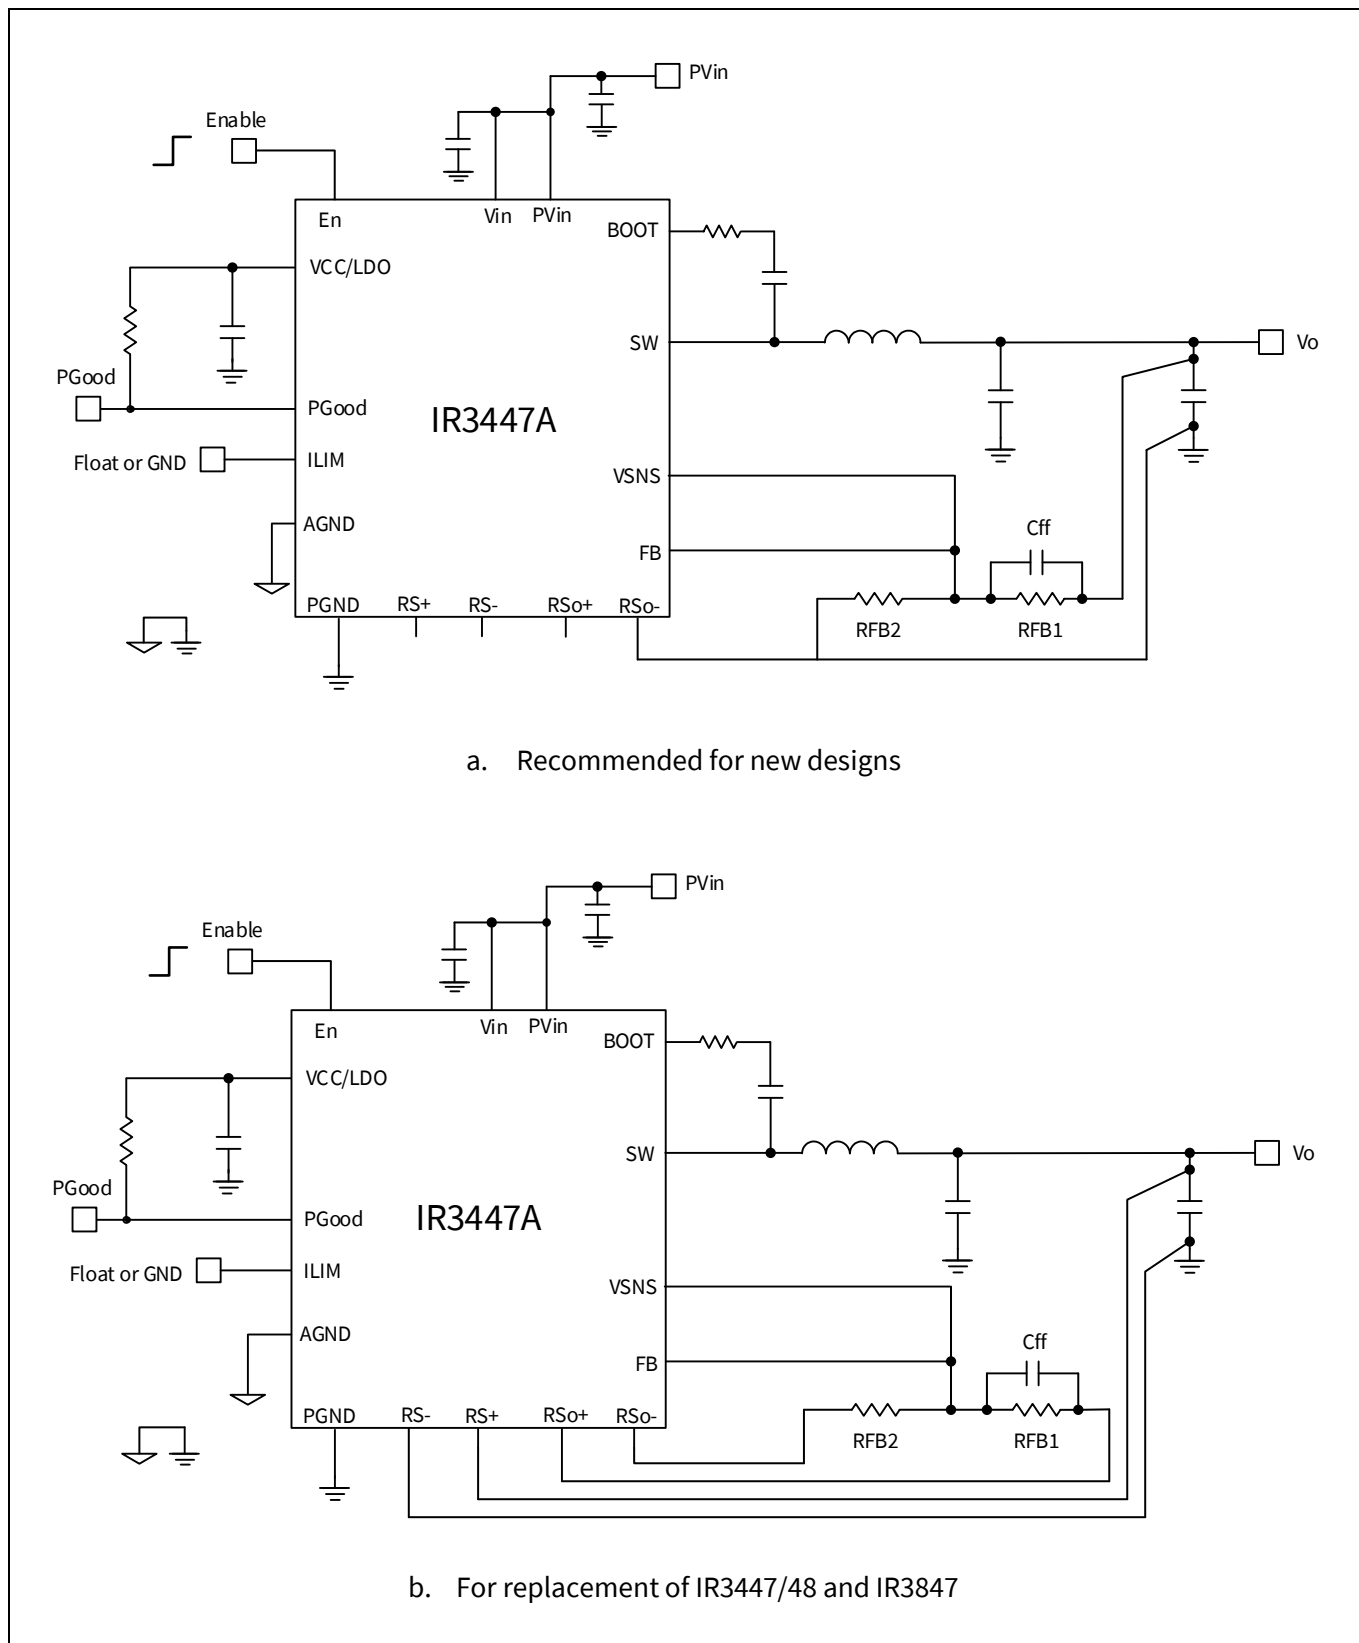 PVin
Enable
En
Vin
PVin
BOOT
VCC/LDO
SW
Vo
PGood
PGood
IR3447A
Float or GND
ILIM
VSNS
AGND
Cff
FB
PGND
RS+
RS-
RSo+
RSo-
RFB2
RFB1
a. Recommended for new designs
PVin
Enable
En
Vin
PVin
BOOT
VCC/LDO
SW
Vo
PGood
PGood
IR3447A
Float or GND
ILIM
VSNS
AGND
Cff
FB
PGND
RS-
RS+
RSo+
RSo-
RFB2
RFB1
b. For replacement of IR3447/48 and IR3847